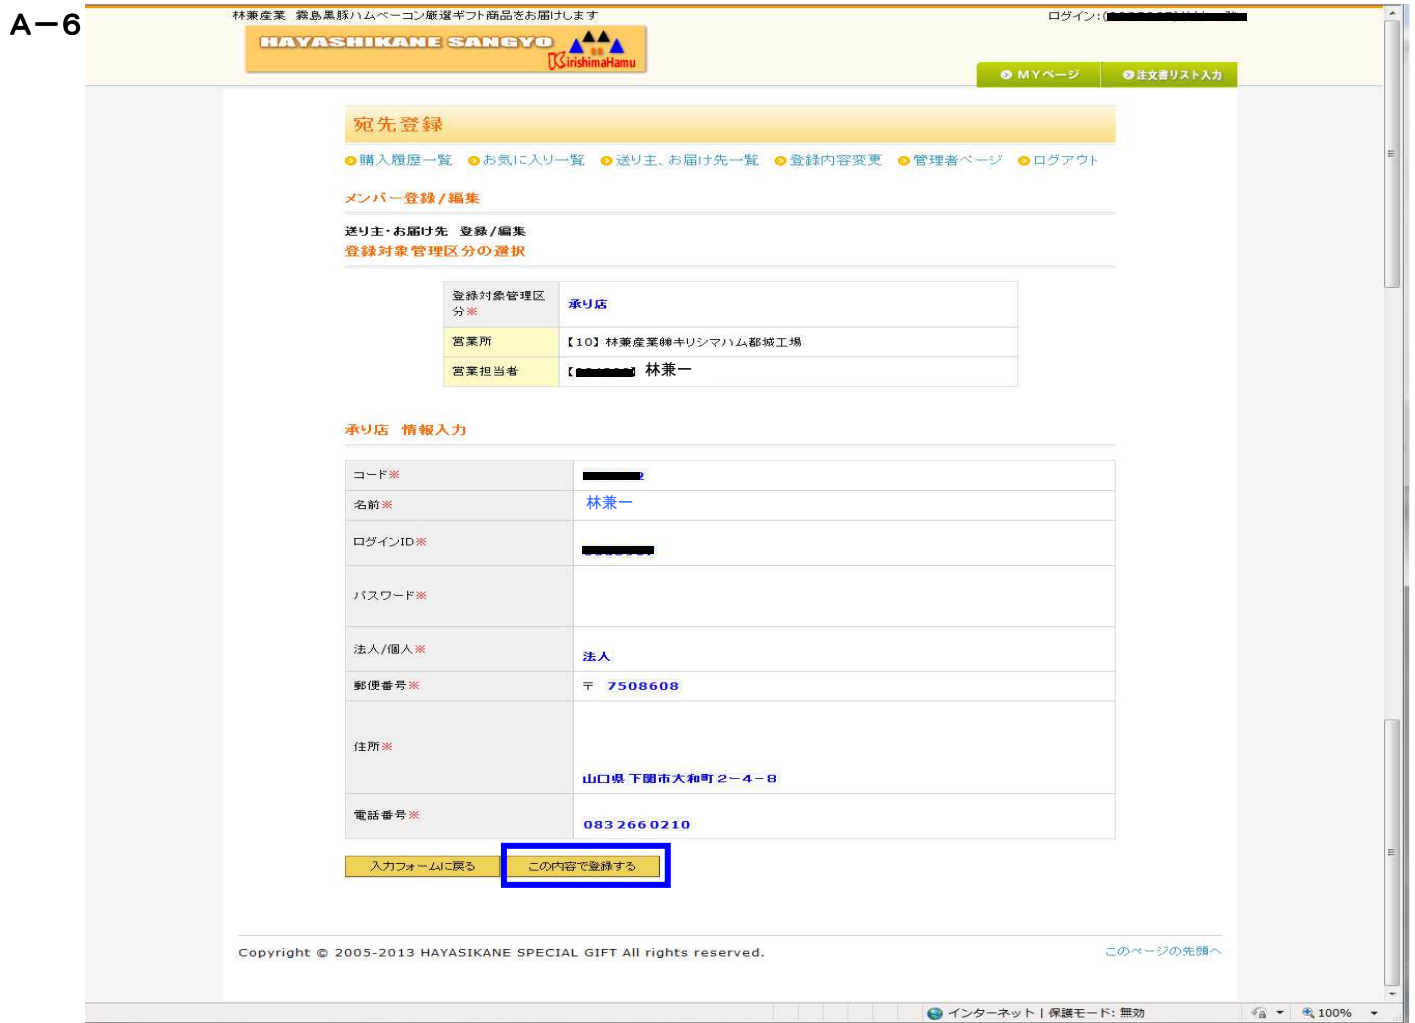 A－6
林兼産業 霧島黒豚ハムベーコン厳選ギフト商品をお届けします
ログイン:(
HAYASHIKANE SANGYO
KirishimaHamu
MYページ
注文書リスト入力
宛先登録
購入履歴一覧 お気に入り一覧 送り主、お届け先一覧 登録内容変更 管理者ページ ログアウト
メンバー登録/編集
送り主・お届け先 登録/編集
登録対象管理区分の選択
登録対象管理区分※ 承り店
営業所 【10】林兼産業㈱キリシマハム都城工場
営業担当者 【 】 林兼一
承り店 情報入力
コード※
名前※ 林兼一
ログインID※
パスワード※
法人/個人※ 法人
郵便番号※ 〒 7508608
住所※ 山口県下関市大和町２－４－８
電話番号※ 0832660210
入力フォームに戻る この内容で登録する
Copyright © 2005-2013 HAYASIKANE SPECIAL GIFT All rights reserved.
このページの先頭へ
インターネット | 保護モード: 無効
100%